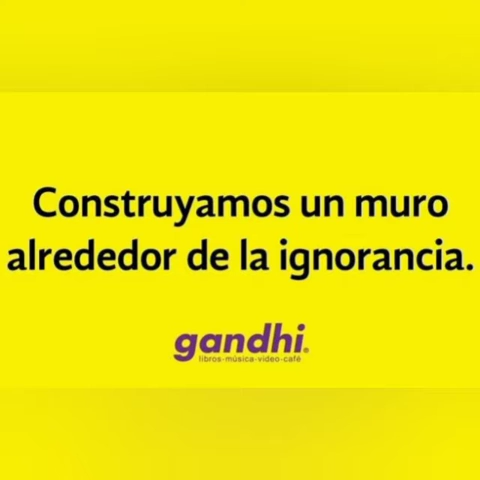 Construyamos un muro
alrededor de la ignorancia.
gandhi®
libros-música-video-café